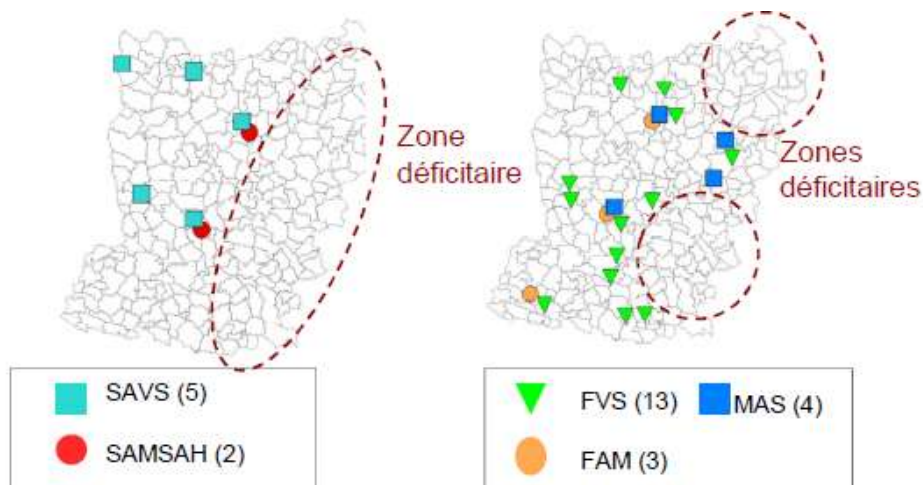 Zone
déficitaire
Zones
déficitaires
SAVS (5)
SAMSAH (2)
FVS (13)
MAS (4)
FAM (3)